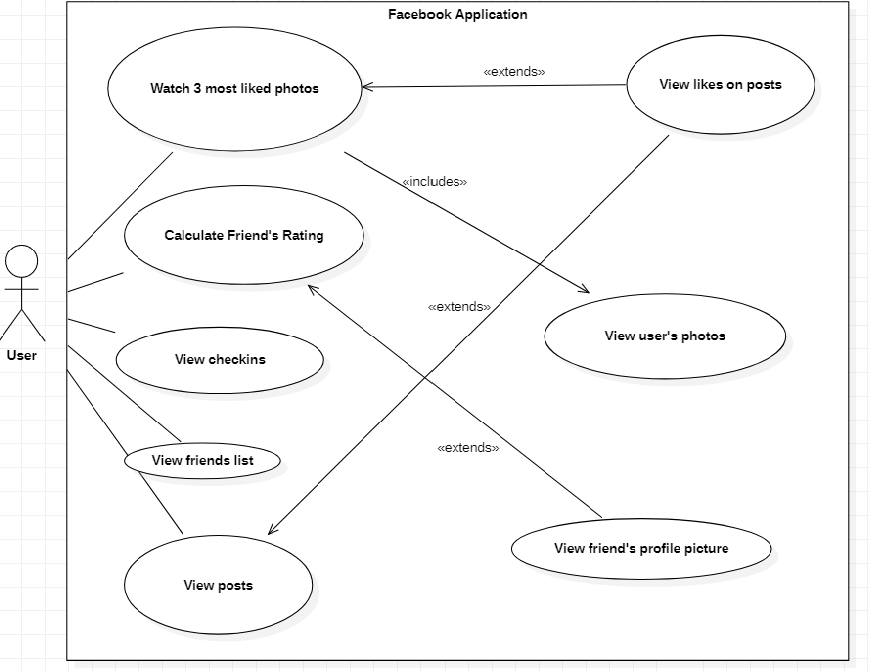 Facebook Application
Watch 3 most liked photos
«extends»
View likes on posts
«includes»
Calculate Friend's Rating
«extends»
View user's photos
User
View checkins
«extends»
View friends list
View friend's profile picture
View posts